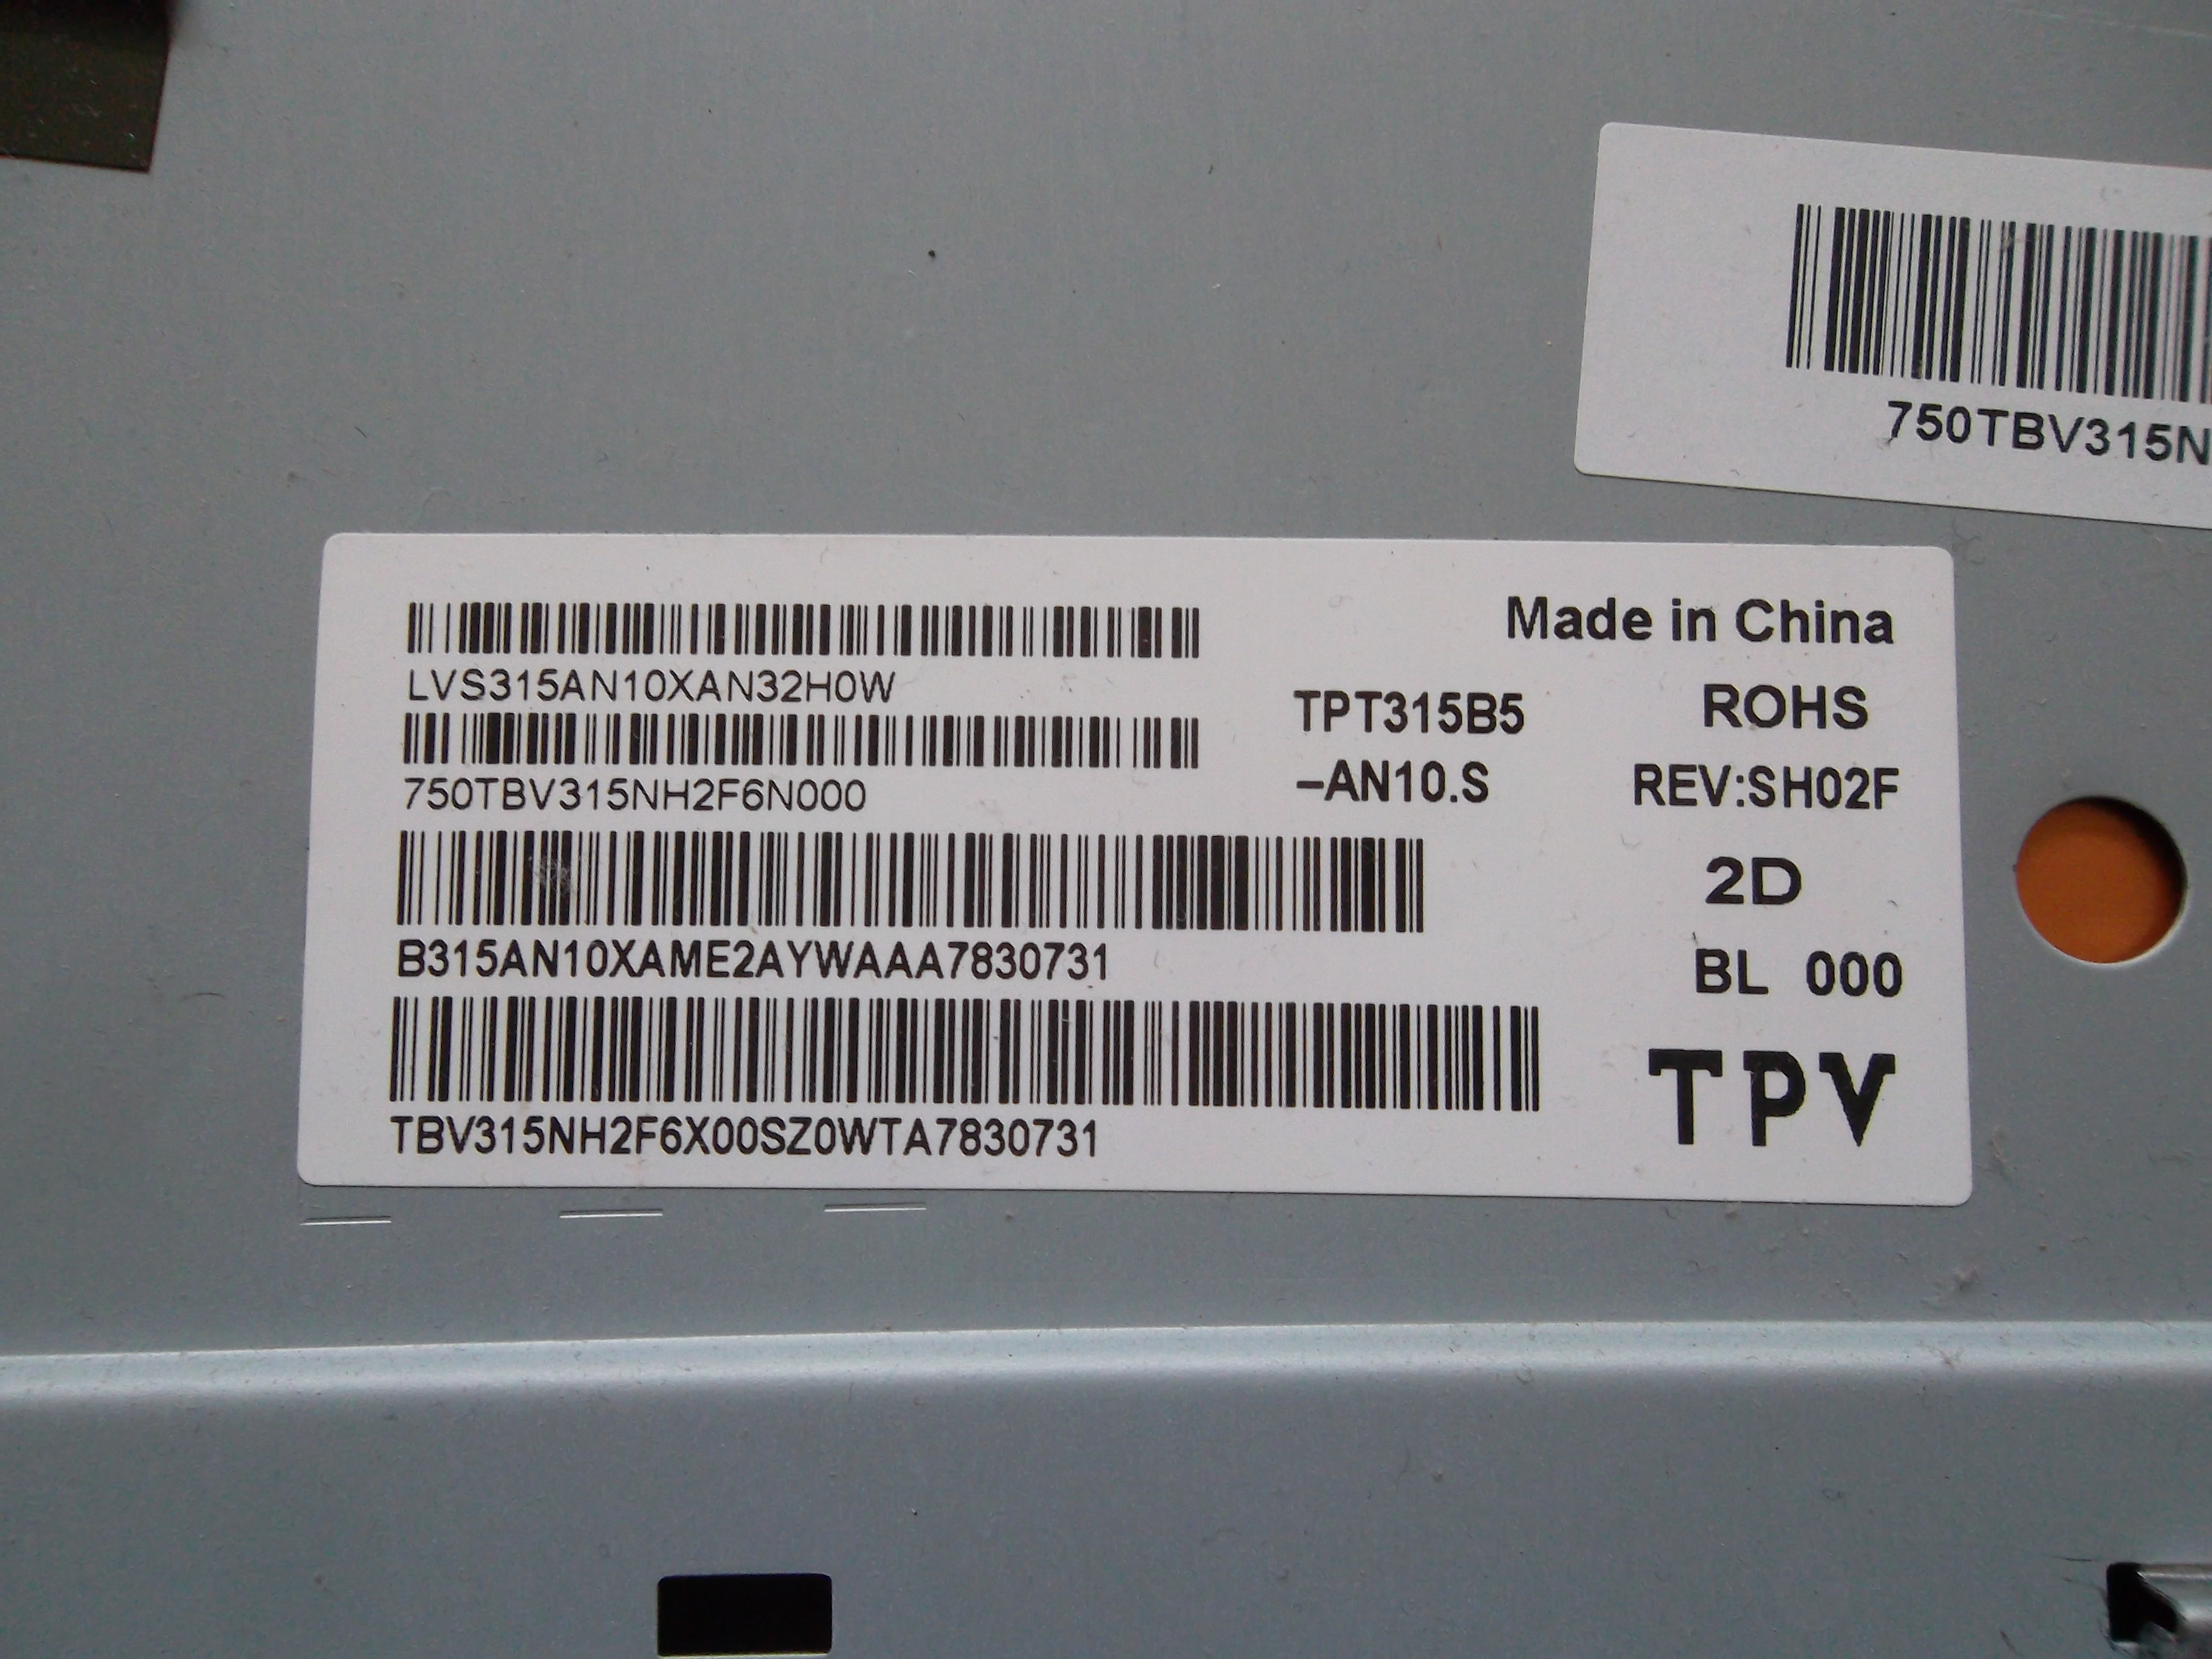 750TBV315N
Made in China
LVS315AN10XAN32H0W
TPT315B5
ROHS
750TBV315NH2F6N000
-AN10.S
REV:SH02F
2D
B315AN10XAME2AYWAAA7830731
BL 000
TBV315NH2F6X00SZ0WTA7830731
TPV